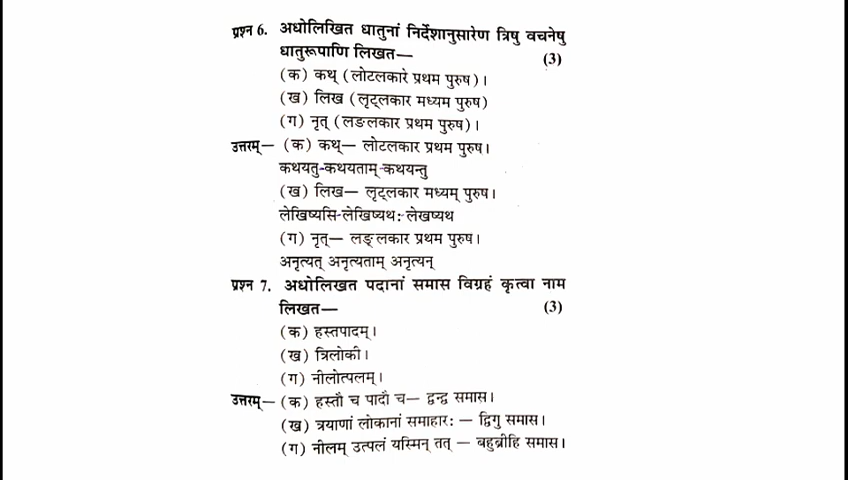 प्रश्न 6. अधोलिखित धातुनां निर्देशानुसारेण त्रिषु वचनेषु
धातुरूपाणि लिखत— (3)
(क) कथ् (लोटलकारे प्रथम पुरुष)।
(ख) लिख (लृट्लकार मध्यम पुरुष)
(ग) नृत् (लङलकार प्रथम पुरुष)।
उत्तरम्— (क) कथ्— लोटलकार प्रथम पुरुष।
कथयतु-कथयताम्-कथयन्तु
(ख) लिख— लृट्लकार मध्यम् पुरुष।
लेखिष्यसि-लेखिष्यथः-लेखष्यथ
(ग) नृत्— लङ्लकार प्रथम पुरुष।
अनृत्यत् अनृत्यताम् अनृत्यन्
प्रश्न 7. अधोलिखत पदानां समास विग्रहं कृत्वा नाम
लिखत— (3)
(क) हस्तपादम्।
(ख) त्रिलोकी।
(ग) नीलोत्पलम्।
उत्तरम्— (क) हस्तौ च पादौ च— द्वन्द्व समास।
(ख) त्रयाणां लोकानां समाहारः — द्विगु समास।
(ग) नीलम् उत्पलं यस्मिन् तत् — बहुब्रीहि समास।